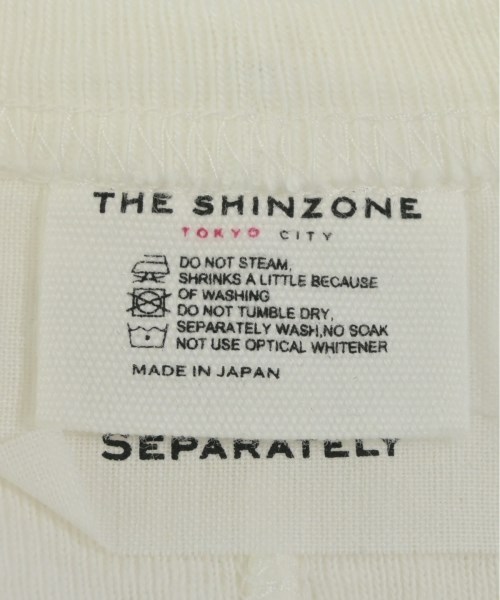 THE SHINZONE
TOKYO CITY
DO NOT STEAM,
SHRINKS A LITTLE BECAUSE
OF WASHING
DO NOT TUMBLE DRY,
SEPARATELY WASH,NO SOAK
NOT USE OPTICAL WHITENER
MADE IN JAPAN
SEPARATELY